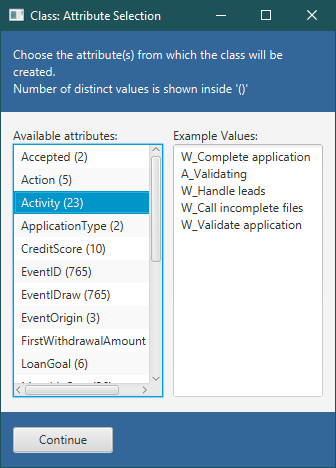 Class: Attribute Selection
Choose the attribute(s) from which the class will be
created.
Number of distinct values is shown inside '()'
Available attributes:
Example Values:
Accepted (2)
Action (5)
Activity (23)
ApplicationType (2)
CreditScore (10)
EventID (765)
EventIDraw (765)
EventOrigin (3)
FirstWithdrawalAmount
LoanGoal (6)
W_Complete application
A_Validating
W_Handle leads
W_Call incomplete files
W_Validate application
Continue